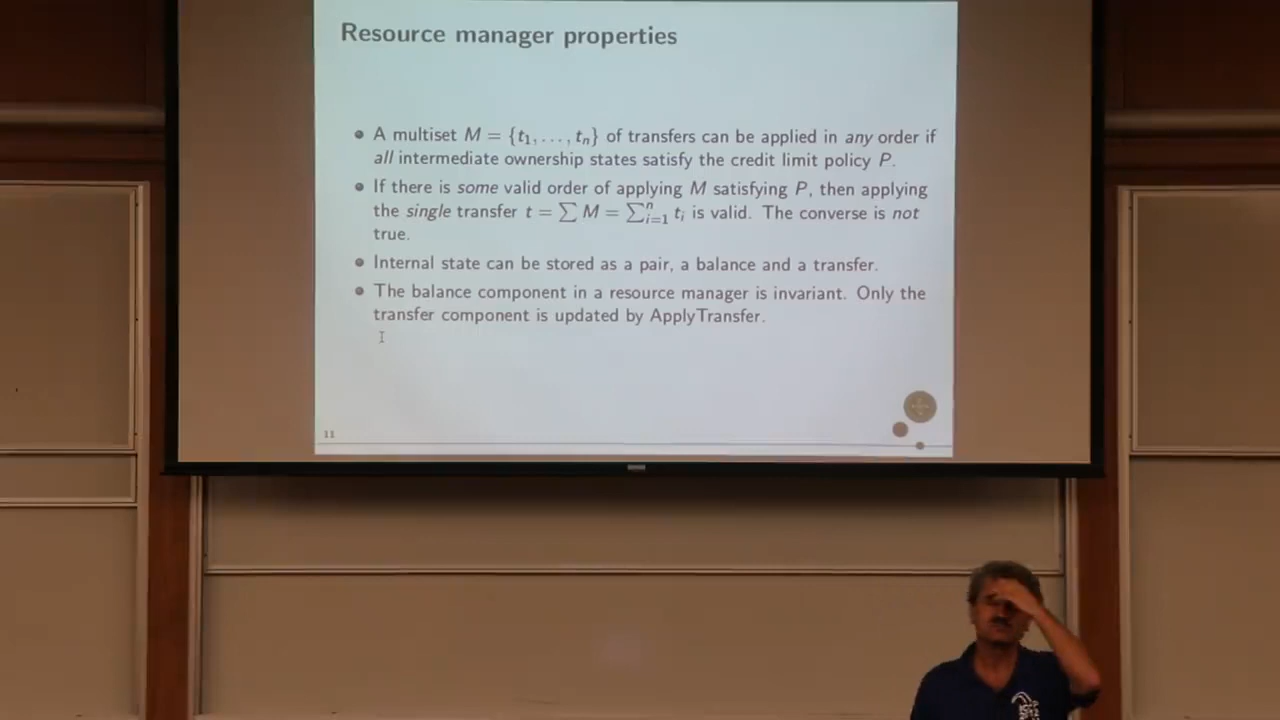 Resource manager properties
A multiset M = {t₁, ..., tₙ} of transfers can be applied in any order if
all intermediate ownership states satisfy the credit limit policy P.
If there is some valid order of applying M satisfying P, then applying
the single transfer t = ∑ M = ∑ⁿᵢ₌₁ tᵢ is valid. The converse is not
true.
Internal state can be stored as a pair, a balance and a transfer.
The balance component in a resource manager is invariant. Only the
transfer component is updated by ApplyTransfer.
11